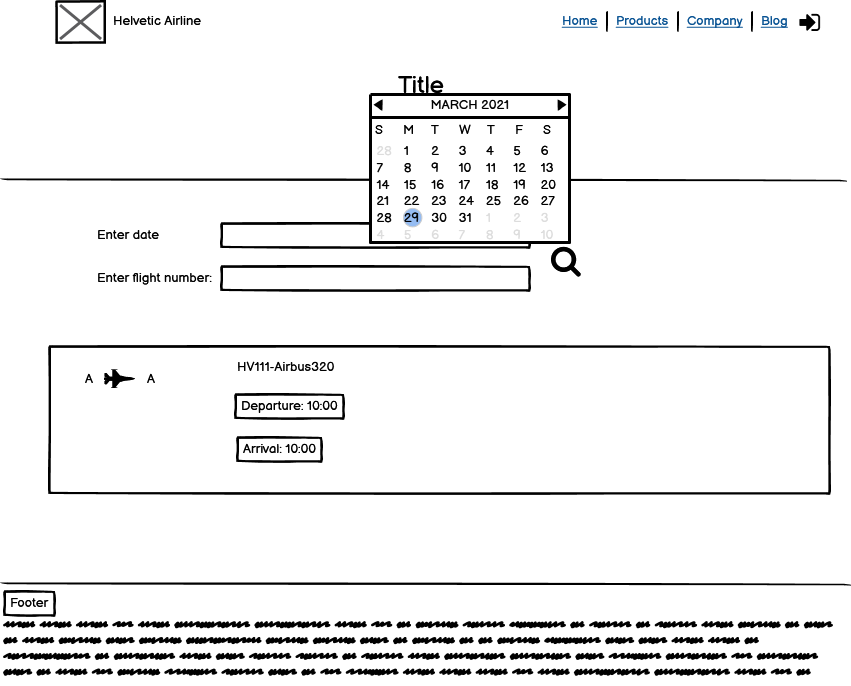 Helvetic Airline
Home Products Company Blog
Title
MARCH 2021
S M T W T F S
28 1 2 3 4 5 6
7 8 9 10 11 12 13
14 15 16 17 18 19 20
21 22 23 24 25 26 27
28 29 30 31 1 2 3
4 5 6 7 8 9 10
Enter date
Enter flight number:
HV111-Airbus320
A A
Departure: 10:00
Arrival: 10:00
Footer